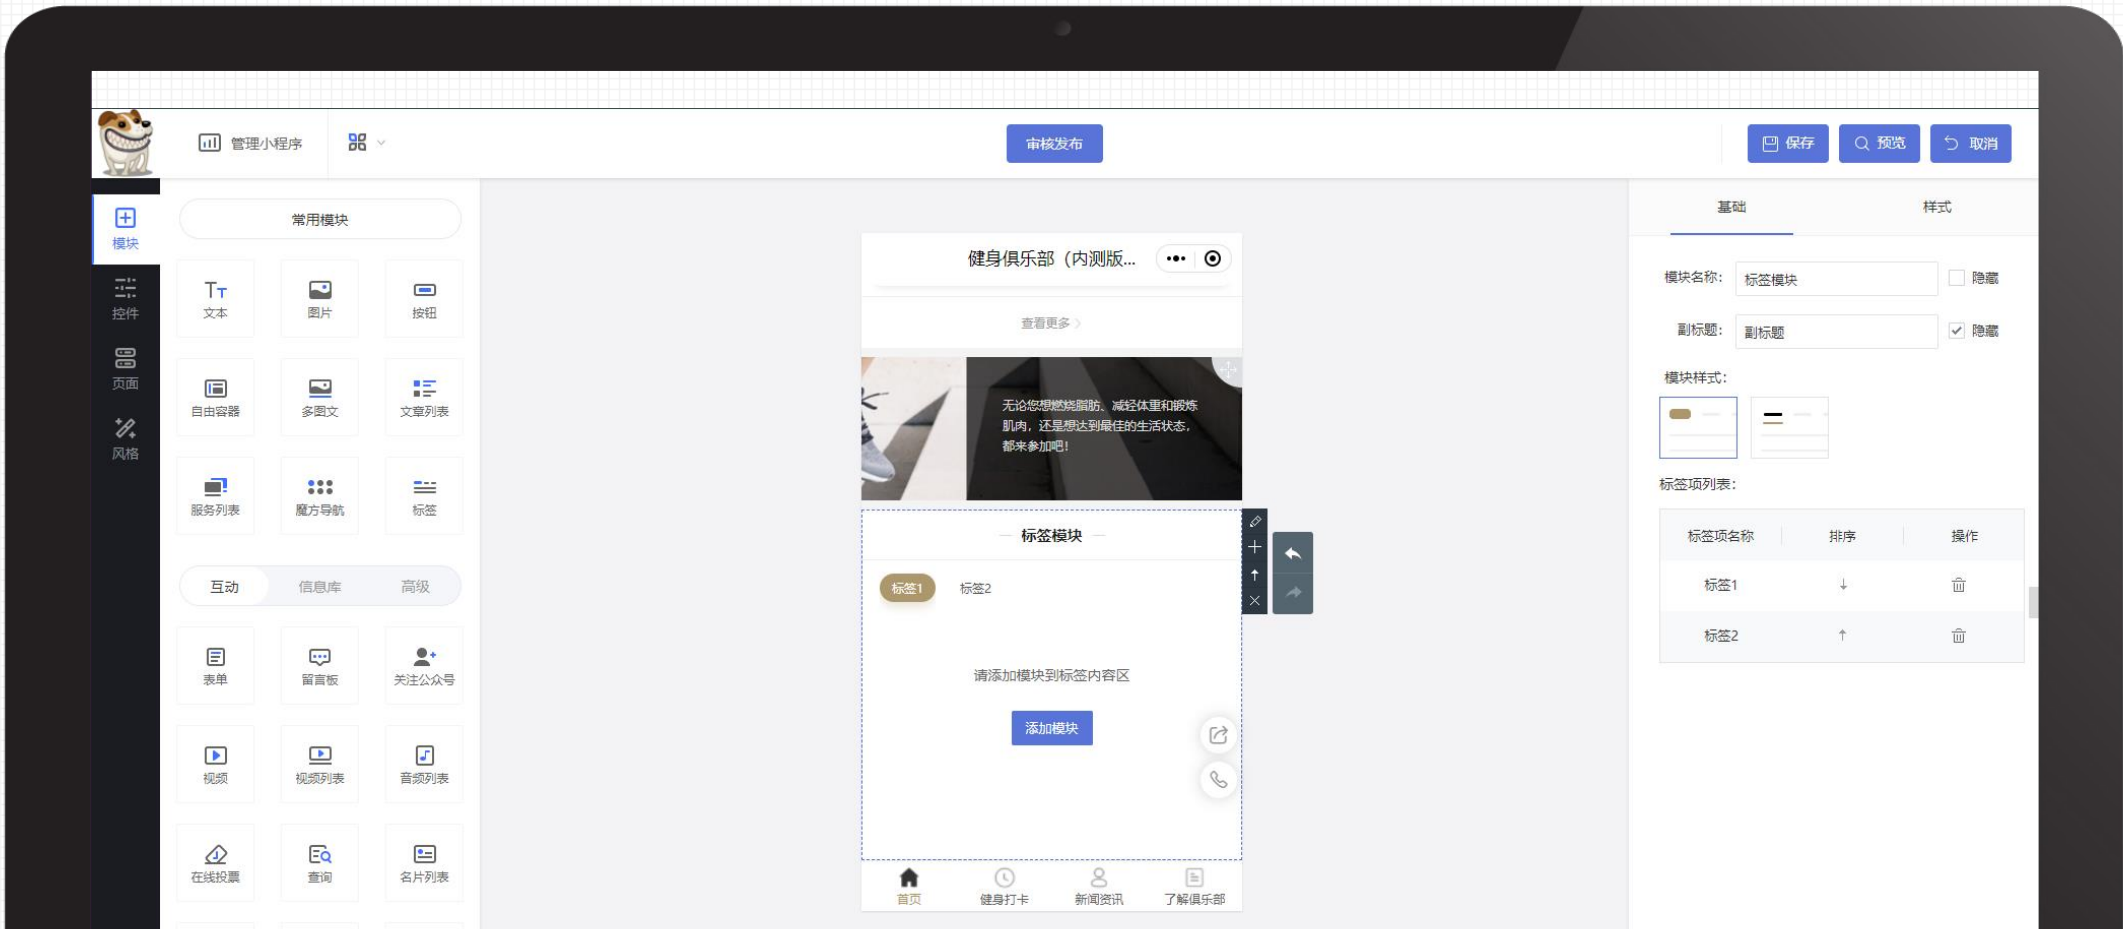 管理小程序
审核发布
保存
预览
取消
模块
控件
页面
风格
常用模块
文本
图片
按钮
自由容器
多图文
文章列表
服务列表
魔方导航
标签
互动 信息库 高级
表单
留言板
关注公众号
视频
视频列表
音频列表
在线投票
查询
名片列表
健身俱乐部（内测版...
查看更多
无论您想燃烧脂肪、减轻体重和锻炼
肌肉，还是想达到最佳的生活状态，
都来参加吧！
标签模块
标签1 标签2
请添加模块到标签内容区
添加模块
首页 健身打卡 新闻资讯 了解俱乐部
基础 样式
模块名称： 标签模块 隐藏
副标题： 副标题 隐藏
模块样式：
标签项列表：
标签项名称 排序 操作
标签1
标签2